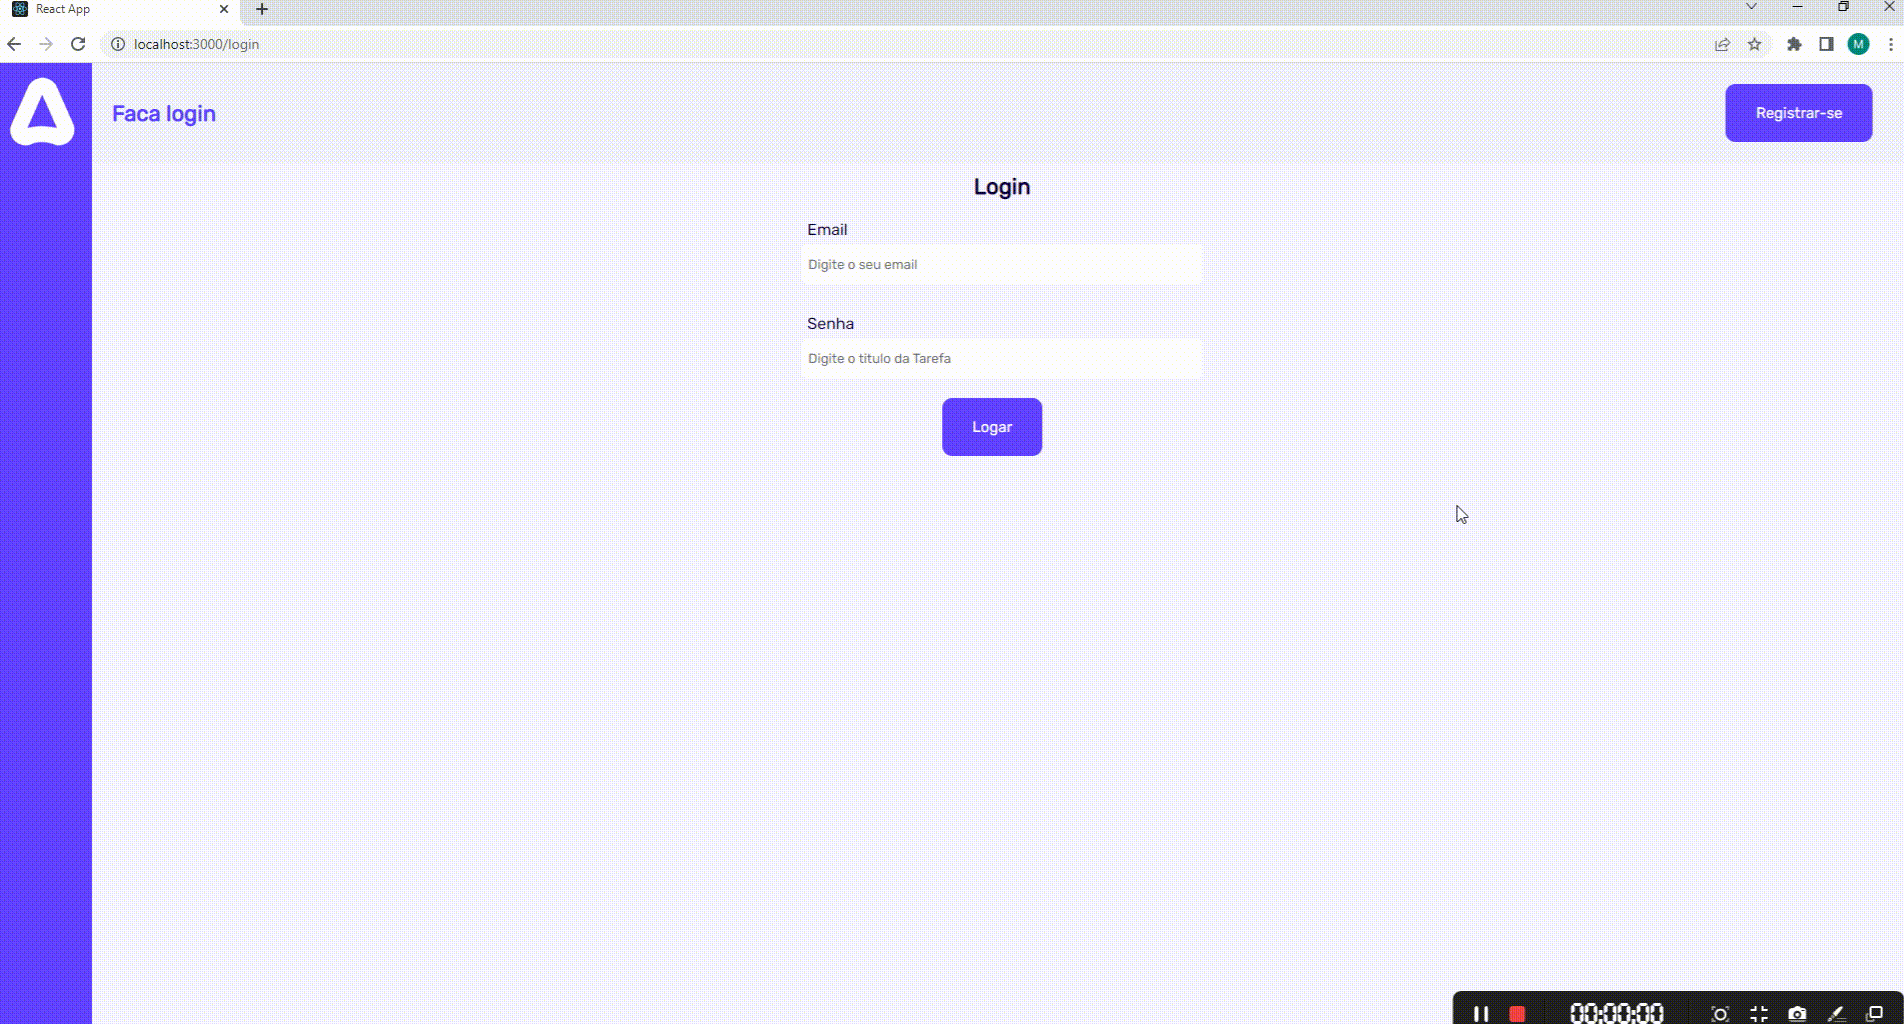 React App
localhost:3000/login
M
Faca login
Registrar-se
Login
Email
Digite o seu email
Senha
Digite o titulo da Tarefa
Logar
00:00:00